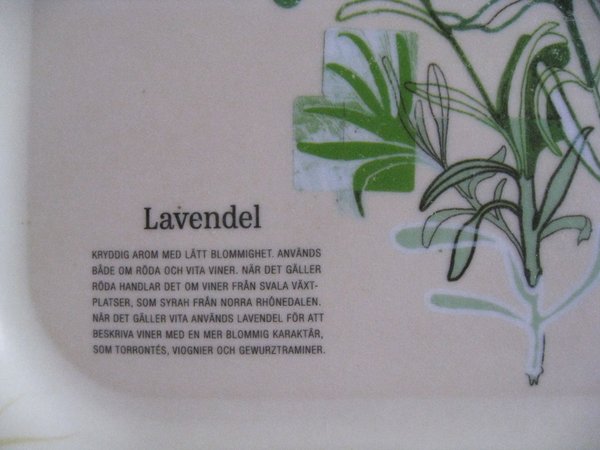 Lavendel
KRYDDIG AROM MED LÄTT BLOMMIGHET. ANVÄNDS
BÅDE OM RÖDA OCH VITA VINER. NÄR DET GÄLLER
RÖDA HANDLAR DET OM VINER FRÅN SVALA VÄXT-
PLATSER, SOM SYRAH FRÅN NORRA RHÔNEDALEN.
NÄR DET GÄLLER VITA ANVÄNDS LAVENDEL FÖR ATT
BESKRIVA VINER MED EN MER BLOMMIG KARAKTÄR,
SOM TORRONTÉS, VIOGNIER OCH GEWURZTRAMINER.